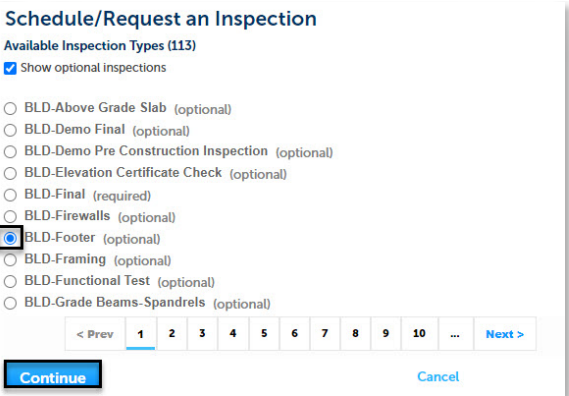 Schedule/Request an Inspection
Available Inspection Types (113)
Show optional inspections
BLD-Above Grade Slab (optional)
BLD-Demo Final (optional)
BLD-Demo Pre Construction Inspection (optional)
BLD-Elevation Certificate Check (optional)
BLD-Final (required)
BLD-Firewalls (optional)
BLD-Footer (optional)
BLD-Framing (optional)
BLD-Functional Test (optional)
BLD-Grade Beams-Spandrels (optional)
< Prev 1 2 3 4 5 6 7 8 9 10 ... Next >
Continue Cancel